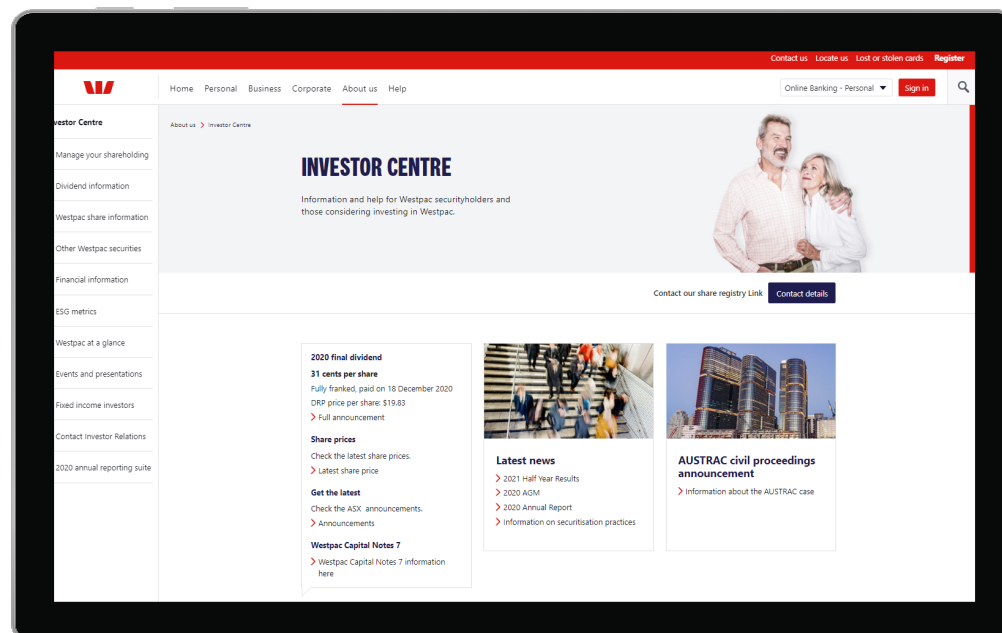 Contact us Locate us Lost or stolen cards Register
Home Personal Business Corporate About us Help
Online Banking - Personal
Sign in
vestor Centre
Manage your shareholding
Dividend information
Westpac share information
Other Westpac securities
Financial information
ESG metrics
Westpac at a glance
Events and presentations
Fixed income investors
Contact Investor Relations
2020 annual reporting suite
About us > Investor Centre
INVESTOR CENTRE
Information and help for Westpac securityholders and
those considering investing in Westpac.
Contact our share registry Link
Contact details
2020 final dividend
31 cents per share
Fully franked, paid on 18 December 2020
DRP price per share: $19.83
> Full announcement
Share prices
Check the latest share prices.
> Latest share price
Get the latest
Check the ASX announcements.
> Announcements
Westpac Capital Notes 7
> Westpac Capital Notes 7 information
here
Latest news
> 2021 Half Year Results
> 2020 AGM
> 2020 Annual Report
> Information on securitisation practices
AUSTRAC civil proceedings
announcement
> Information about the AUSTRAC case